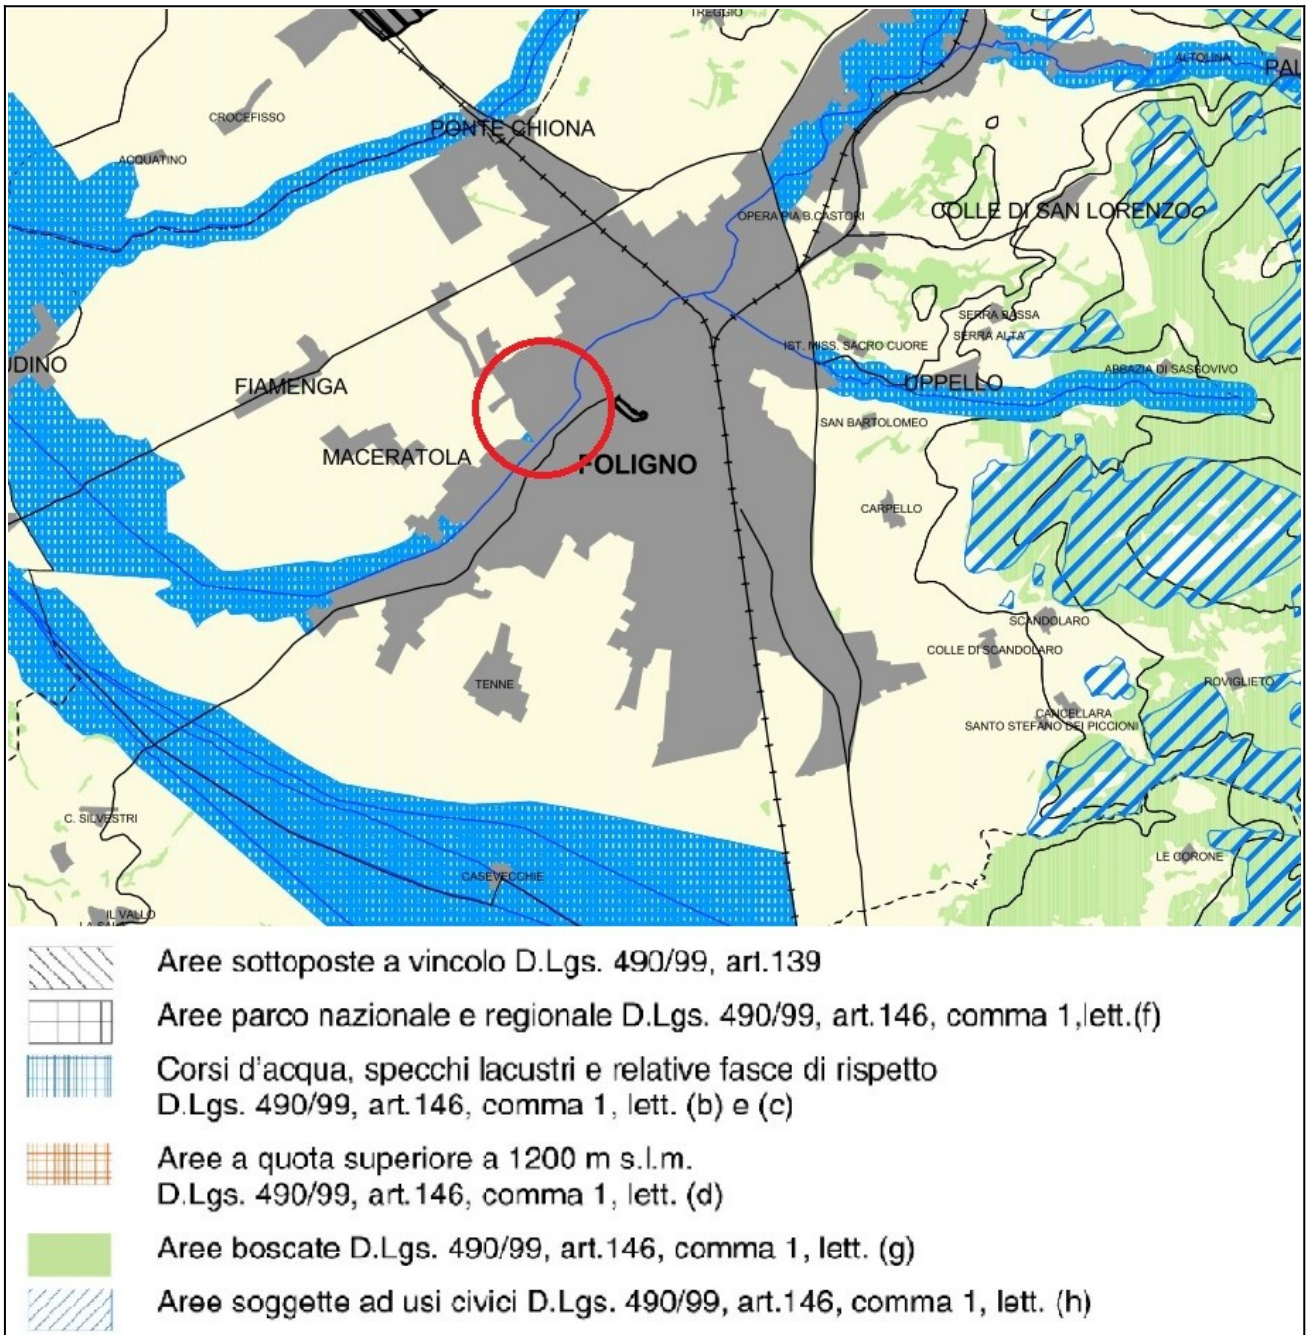 TREGGIO
ALTOLINA
PAL
CROCEFISSO
PONTE CHIONA
ACQUATINO
OPERA PIA B.CASTORI
COLLE DI SAN LORENZO
SERRA BASSA
SERRA ALTA
IST. MISS. SACRO CUORE
UDINO
FIAMENGA
UPPELLO
ABBAZIA DI SASSOVIVO
SAN BARTOLOMEO
MACERATOLA
FOLIGNO
CARPELLO
SCANDOLARO
COLLE DI SCANDOLARO
TENNE
ROVIGLIETO
CANCELLARA
SANTO STEFANO DEI PICCIONI
C. SILVESTRI
LE CORONE
CASEVECCHIE
IL VALLO
Aree sottoposte a vincolo D.Lgs. 490/99, art.139
Aree parco nazionale e regionale D.Lgs. 490/99, art.146, comma 1,lett.(f)
Corsi d'acqua, specchi lacustri e relative fasce di rispetto
D.Lgs. 490/99, art.146, comma 1, lett. (b) e (c)
Aree a quota superiore a 1200 m s.l.m.
D.Lgs. 490/99, art.146, comma 1, lett. (d)
Aree boscate D.Lgs. 490/99, art.146, comma 1, lett. (g)
Aree soggette ad usi civici D.Lgs. 490/99, art.146, comma 1, lett. (h)